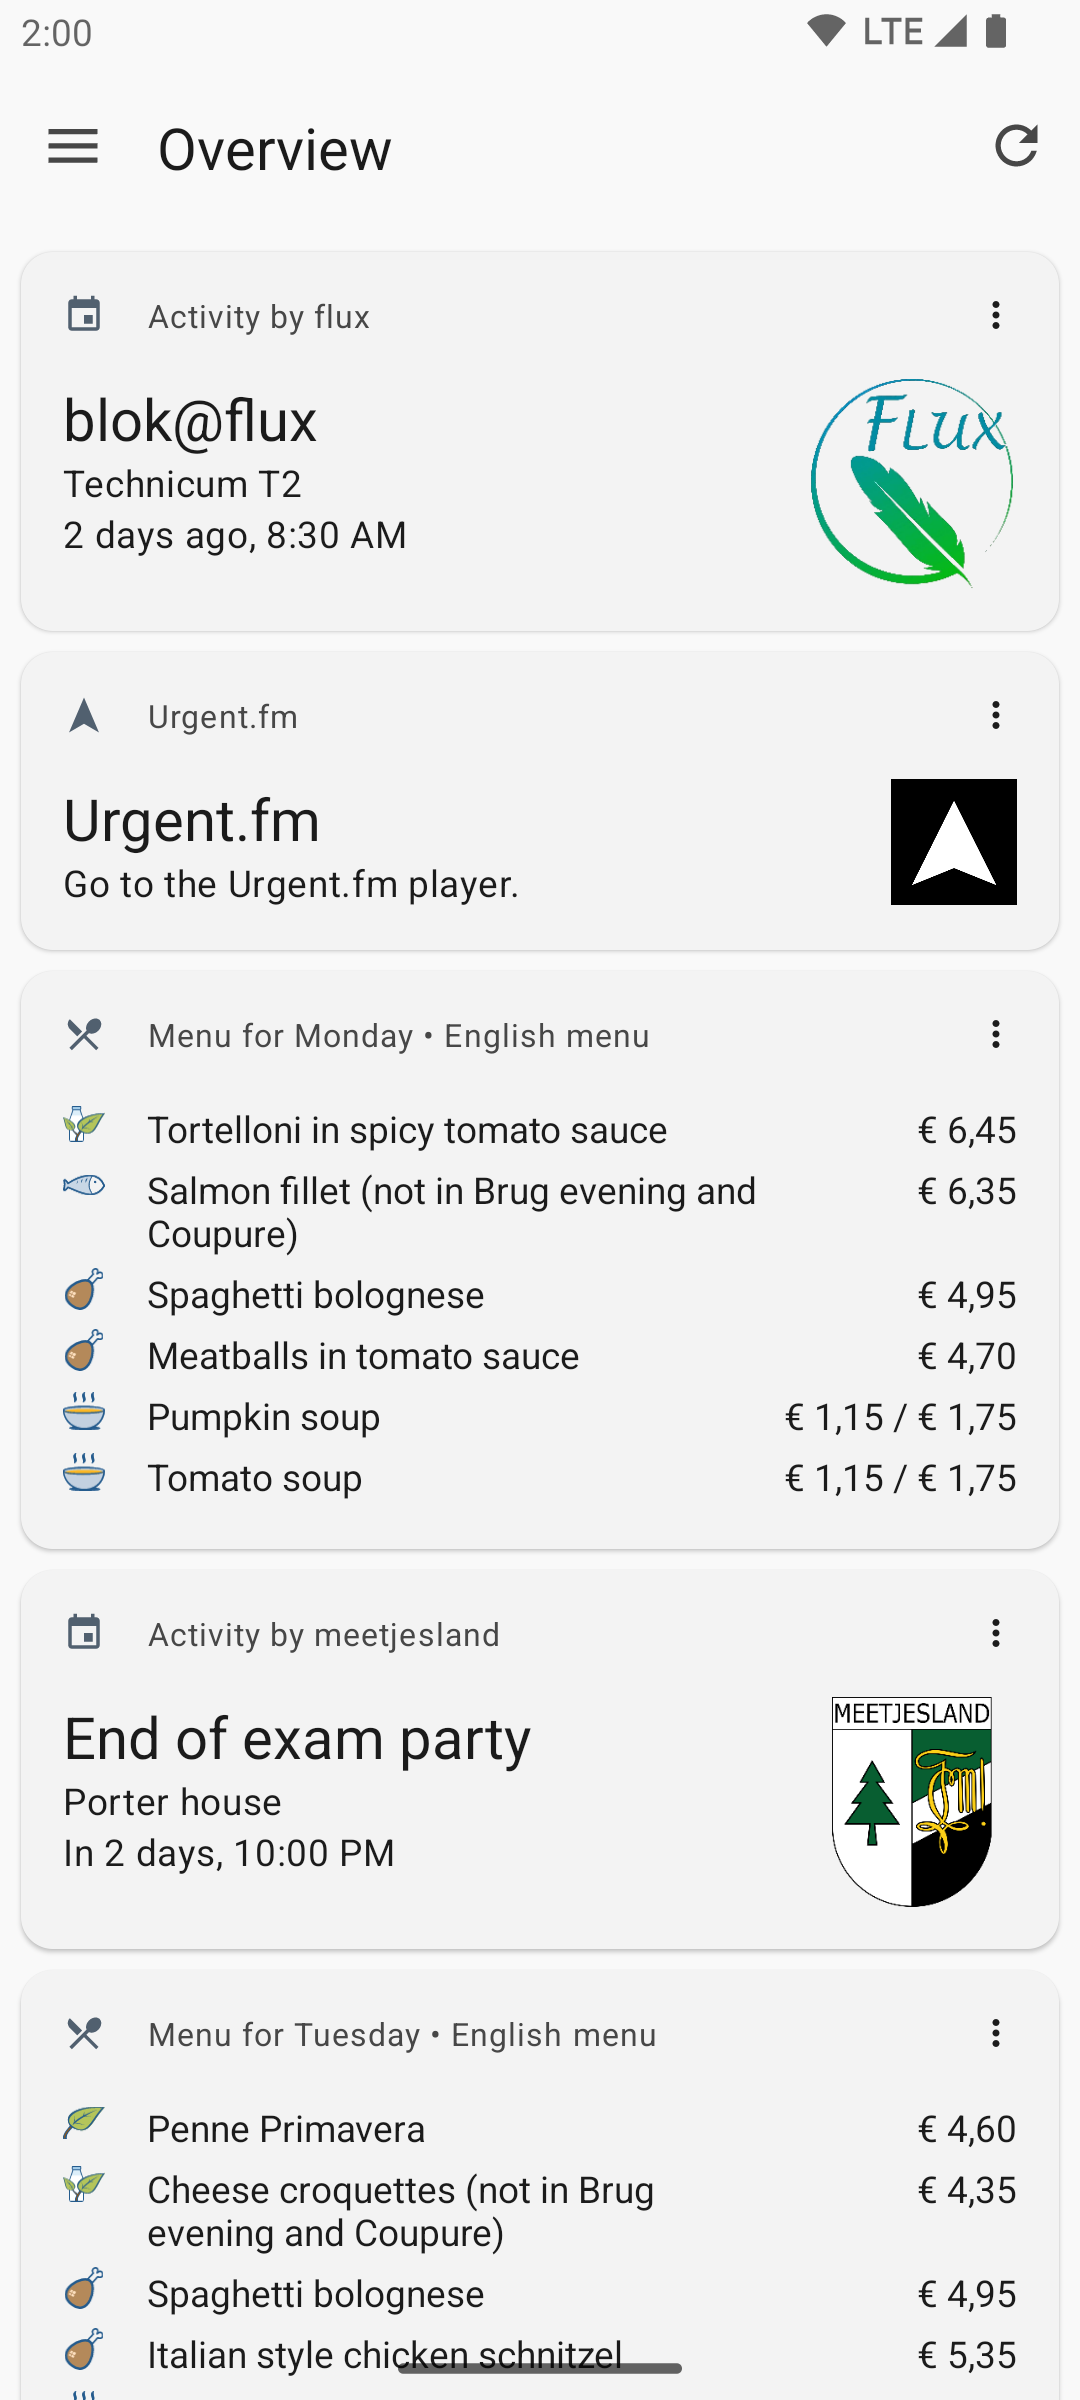 2:00
LTE
Overview
Activity by flux
blok@flux
Technicum T2
2 days ago, 8:30 AM
FLUX
Urgent.fm
Urgent.fm
Go to the Urgent.fm player.
Menu for Monday • English menu
Tortelloni in spicy tomato sauce € 6,45
Salmon fillet (not in Brug evening and € 6,35
Coupure)
Spaghetti bolognese € 4,95
Meatballs in tomato sauce € 4,70
Pumpkin soup € 1,15 / € 1,75
Tomato soup € 1,15 / € 1,75
Activity by meetjesland
MEETJESLAND
End of exam party
Porter house
In 2 days, 10:00 PM
Menu for Tuesday • English menu
Penne Primavera € 4,60
Cheese croquettes (not in Brug € 4,35
evening and Coupure)
Spaghetti bolognese € 4,95
Italian style chicken schnitzel € 5,35